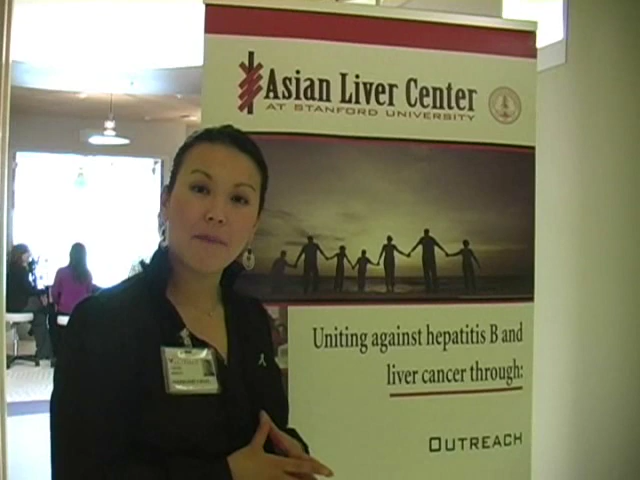 Asian Liver Center
AT STANFORD UNIVERSITY
Uniting against hepatitis B and
liver cancer through:
OUTREACH